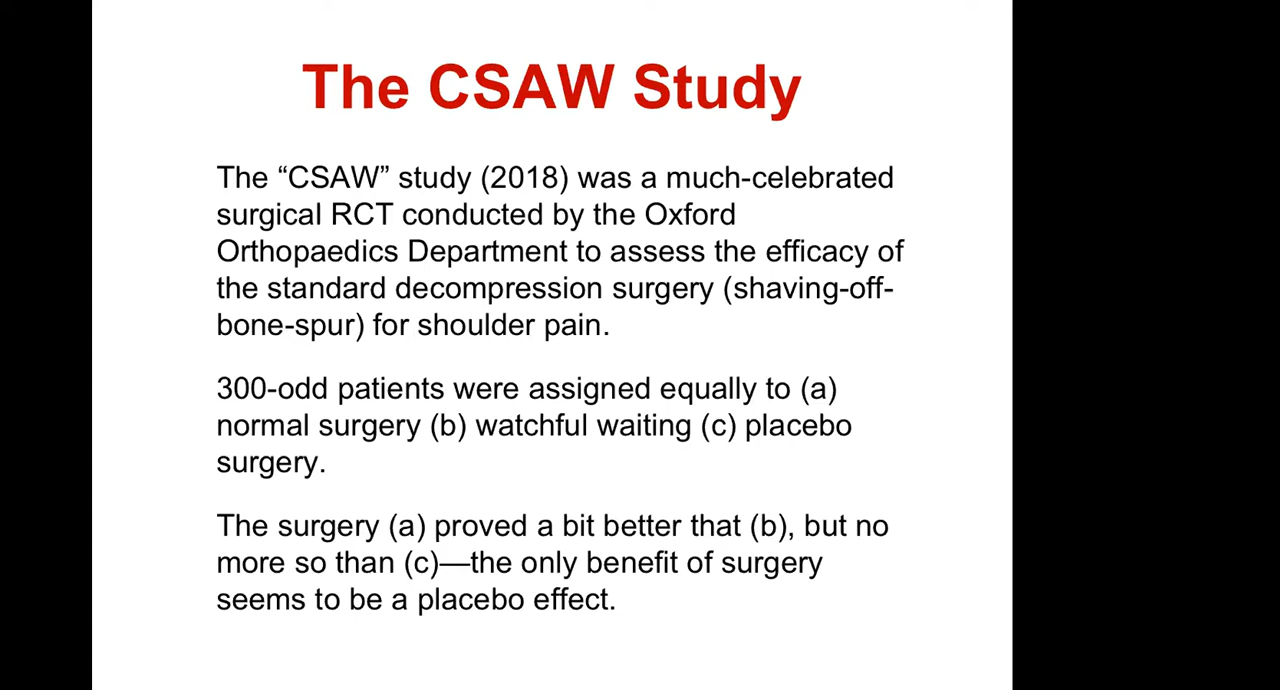 The CSAW Study
The “CSAW” study (2018) was a much-celebrated
surgical RCT conducted by the Oxford
Orthopaedics Department to assess the efficacy of
the standard decompression surgery (shaving-off-
bone-spur) for shoulder pain.
300-odd patients were assigned equally to (a)
normal surgery (b) watchful waiting (c) placebo
surgery.
The surgery (a) proved a bit better that (b), but no
more so than (c)—the only benefit of surgery
seems to be a placebo effect.